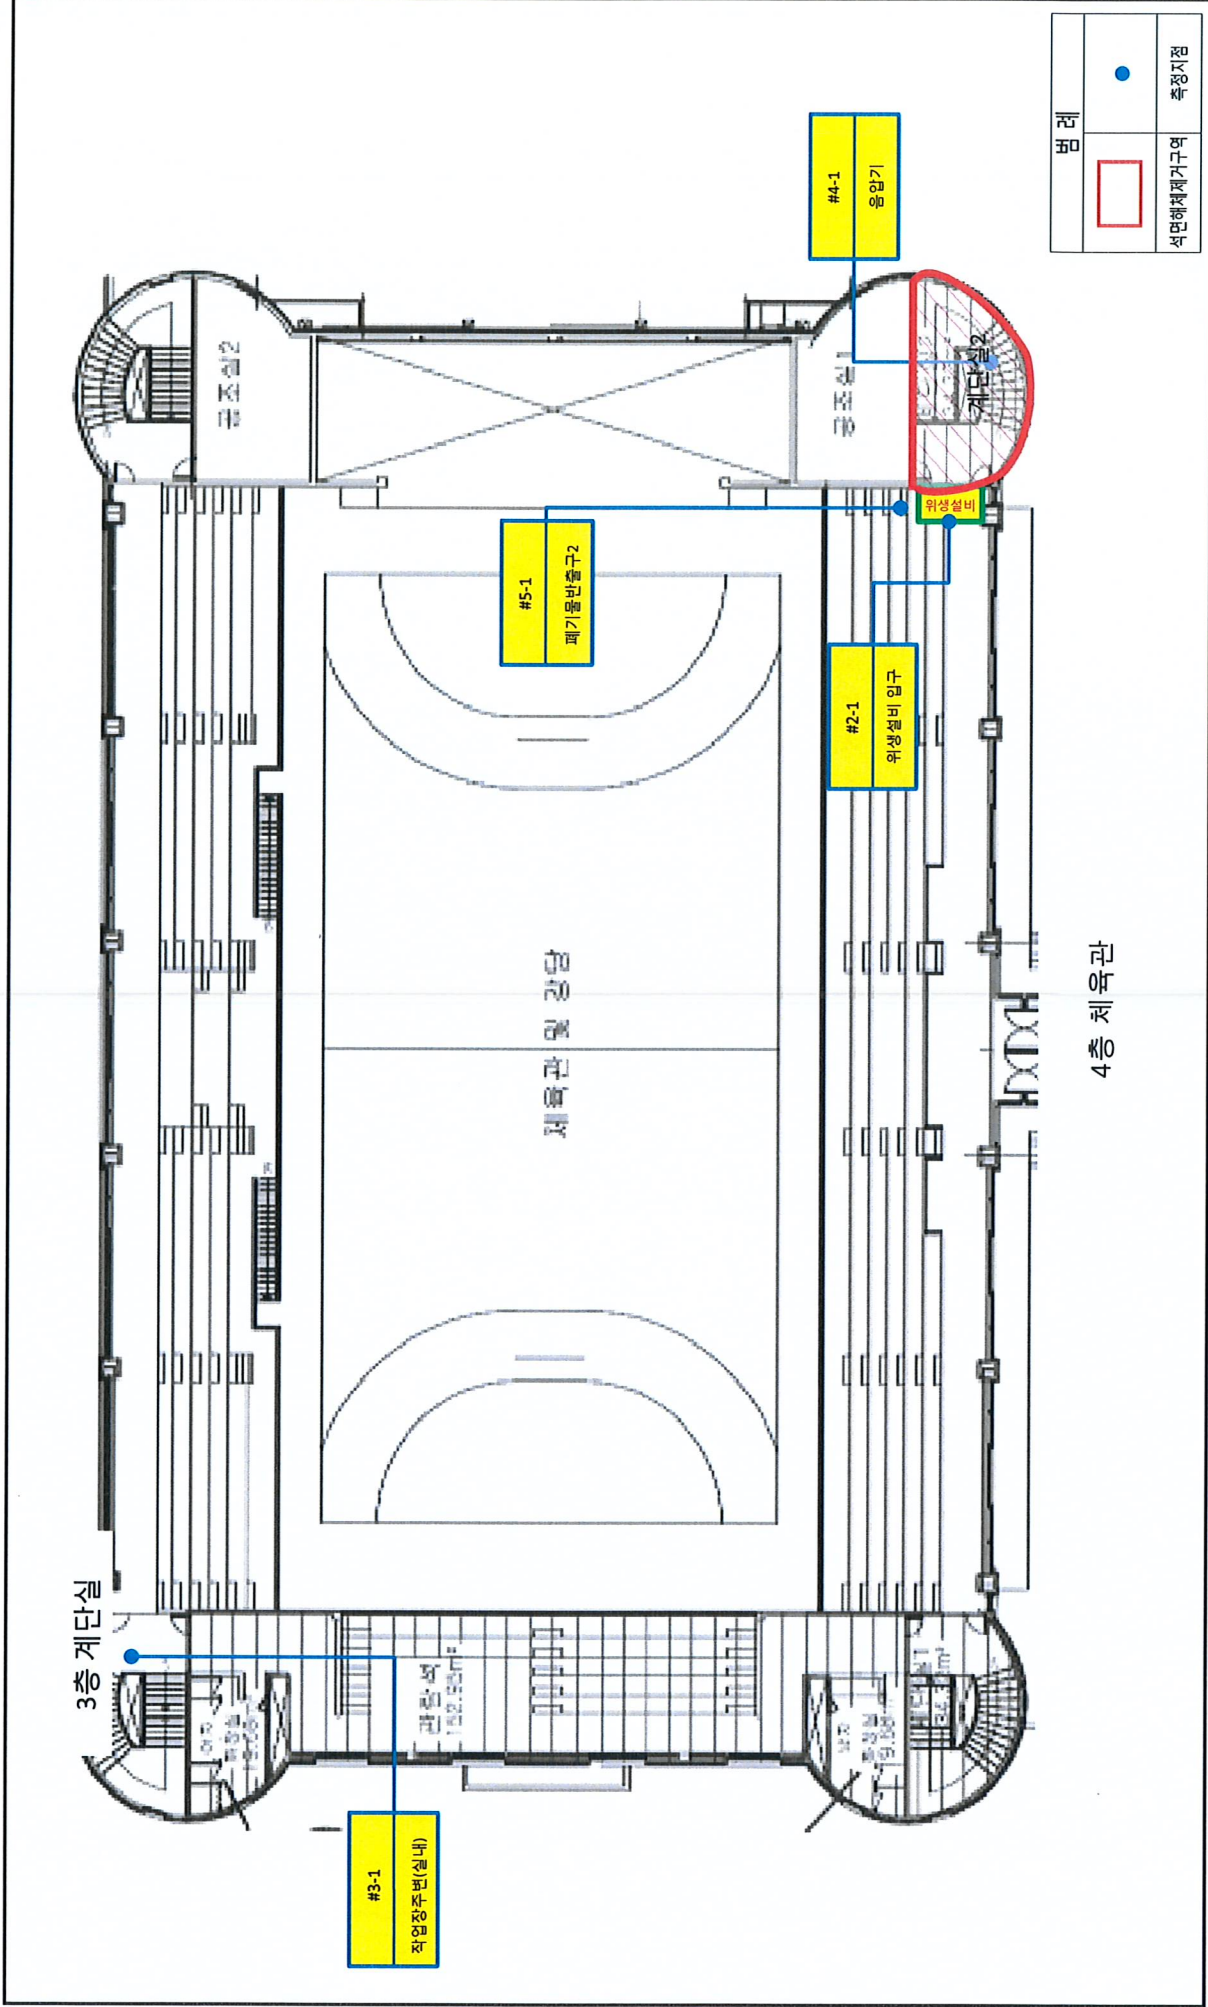 3층 계단실
#3-1
작업장주변(실내)
관람석
체육관 및 강당
#5-1
폐기물반출구2
#2-1
위생설비 입구
위생설비
공조실2
공조실1
계단실2
#4-1
음압기
4층 체육관
범 례
석면해체제거구역
측정지점